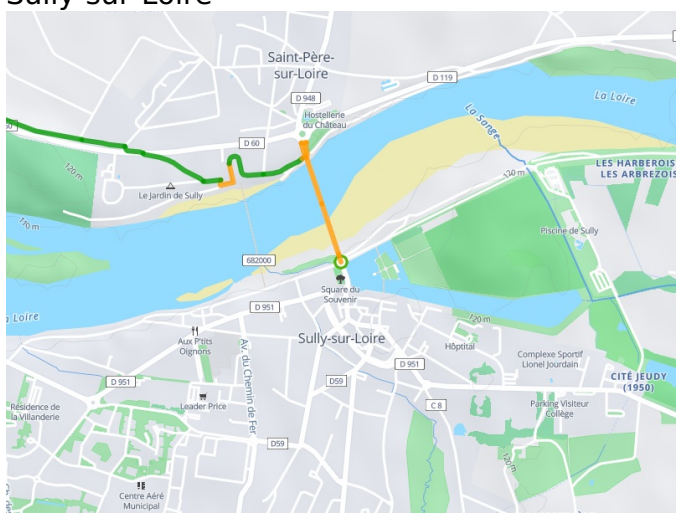 Sully-sur-Loire
Saint-Père-
sur-Loire
D 119
La Loire
D 948
Hostellerie
du Château
La Sange
D 60
LES HARBEROIS
LES ARBREZOIS
120 m
120 m
Le Jardin de Sully
110 m
Piscine de Sully
682000
Square du
Souvenir
D 951
a Loire
120 m
Sully-sur-Loire
Aux P'tits
Oignons
Av. du Chemin de Fer
Hôptital
D 951
Complexe Sportif
Lionel Jourdain
CITÉ JEUDY
(1950)
D 951
D59
Résidence de
la Villanderie
Leader Price
C 8
Parking Visiteur
Collège
D59
120 m
Centre Aéré
Municipal